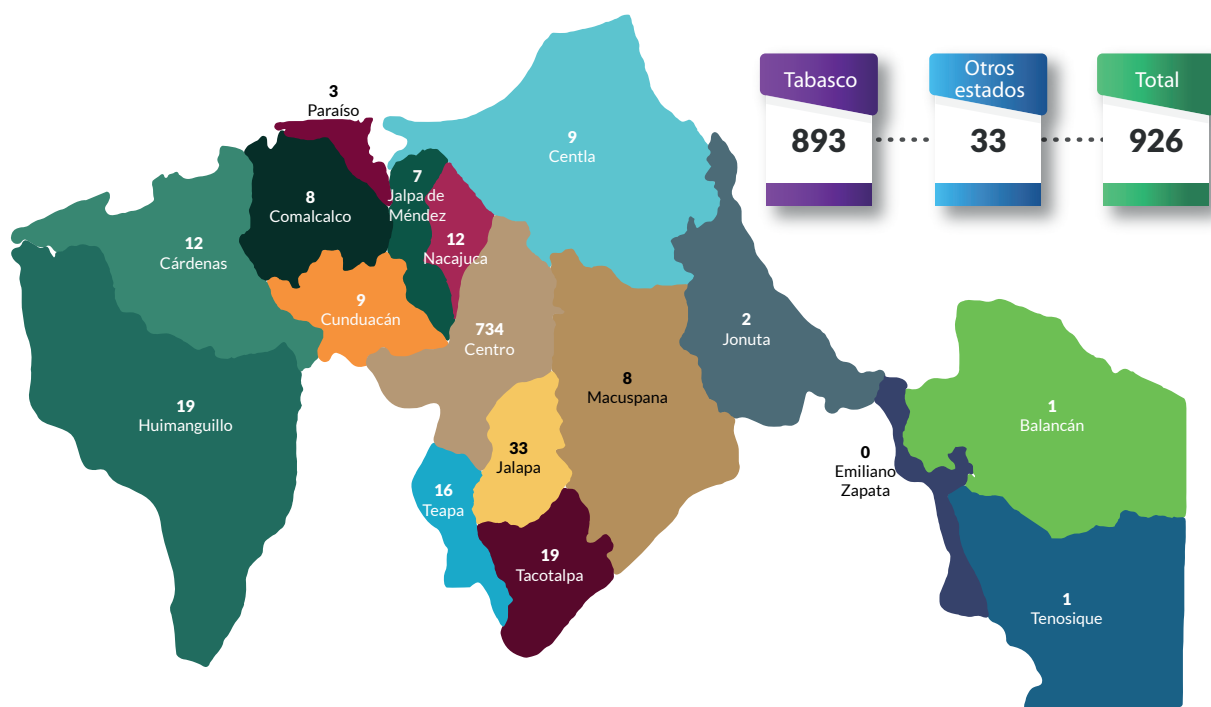 Tabasco
893
Otros
estados
33
Total
926
3
Paraíso
9
Centla
7
Jalpa de
Méndez
8
Comalcalco
12
Nacajuca
12
Cárdenas
9
Cunduacán
734
Centro
2
Jonuta
8
Macuspana
19
Huimanguillo
1
Balancán
33
Jalapa
0
Emiliano
Zapata
16
Teapa
19
Tacotalpa
1
Tenosique